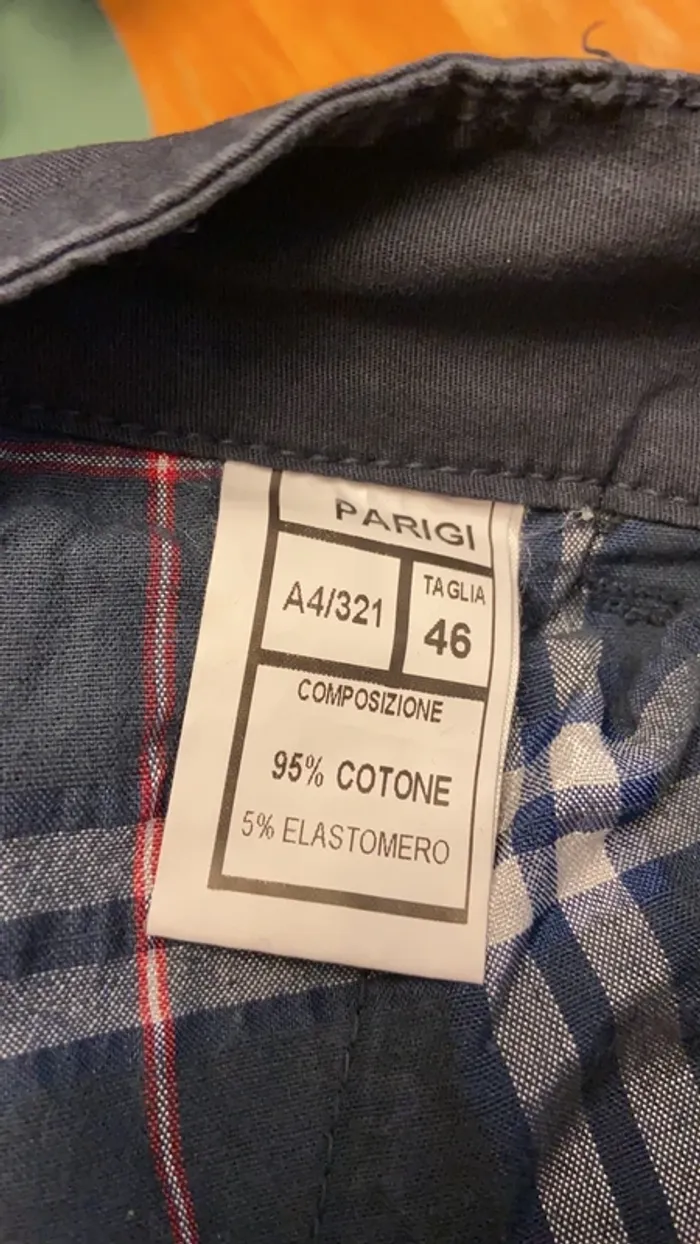 PARIGI
A4/321
TAGLIA
46
COMPOSIZIONE
95% COTONE
5% ELASTOMERO